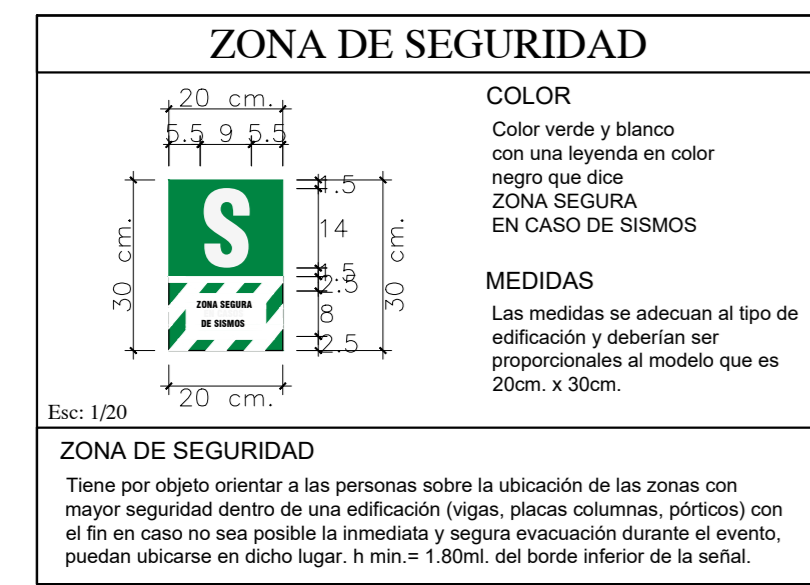 ZONA DE SEGURIDAD
20 cm.
5.5 9 5.5
30 cm.
S
ZONA SEGURA
DE SISMOS
1.5
14
1.5
2.5
8
2.5
30 cm.
20 cm.
Esc: 1/20
COLOR
Color verde y blanco
con una leyenda en color
negro que dice
ZONA SEGURA
EN CASO DE SISMOS
MEDIDAS
Las medidas se adecuan al tipo de
edificación y deberían ser
proporcionales al modelo que es
20cm. x 30cm.
ZONA DE SEGURIDAD
Tiene por objeto orientar a las personas sobre la ubicación de las zonas con
mayor seguridad dentro de una edificación (vigas, placas columnas, pórticos) con
el fin en caso no sea posible la inmediata y segura evacuación durante el evento,
puedan ubicarse en dicho lugar. h min.= 1.80ml. del borde inferior de la señal.